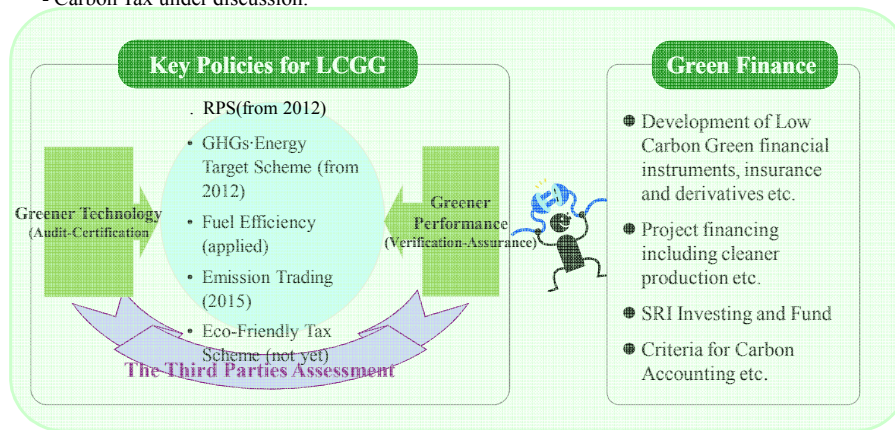 - Carbon Tax under discussion.
Key Policies for LCGG
. RPS(from 2012)
• GHGs·Energy
Target Scheme (from
2012)
• Fuel Efficiency
(applied)
• Emission Trading
(2015)
• Eco-Friendly Tax
Scheme (not yet)
Greener Technology
(Audit-Certification
Greener
Performance
(Verification-Assurance)
The Third Parties Assessment
Green Finance
● Development of Low
Carbon Green financial
instruments, insurance
and derivatives etc.
● Project financing
including cleaner
production etc.
● SRI Investing and Fund
● Criteria for Carbon
Accounting etc.